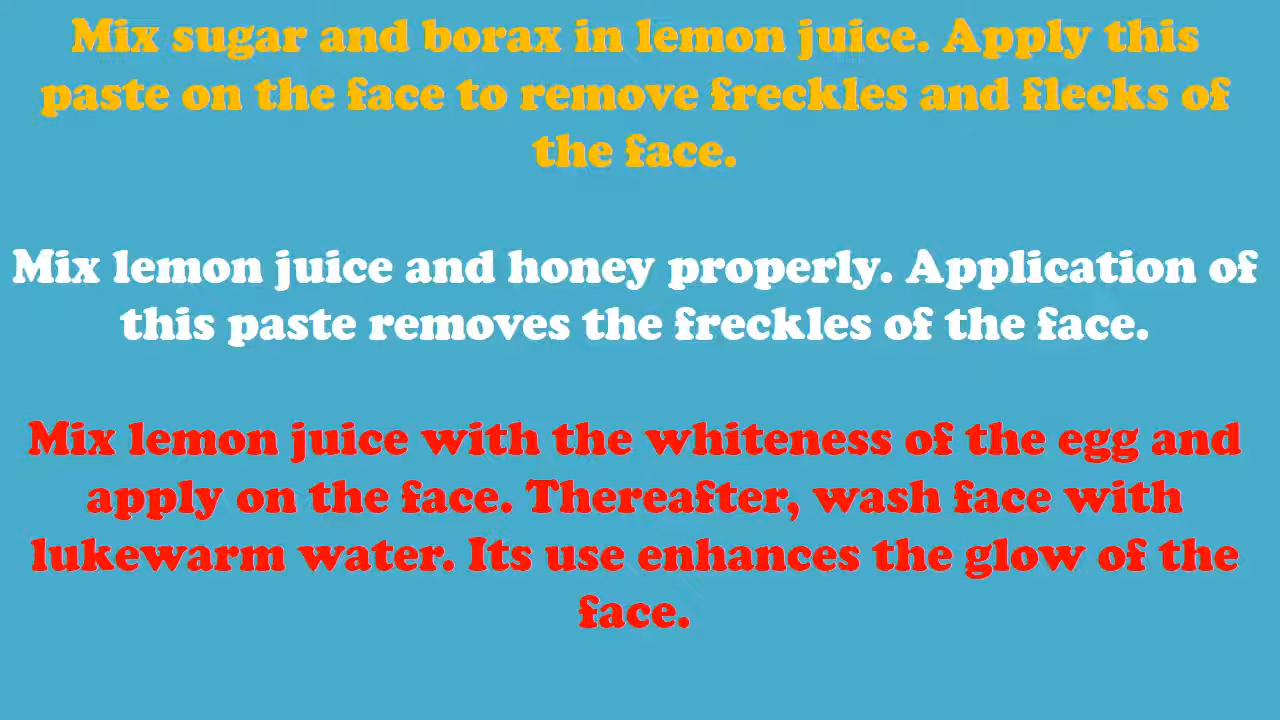 Mix sugar and borax in lemon juice. Apply this
paste on the face to remove freckles and flecks of
the face.
Mix lemon juice and honey properly. Application of
this paste removes the freckles of the face.
Mix lemon juice with the whiteness of the egg and
apply on the face. Thereafter, wash face with
lukewarm water. Its use enhances the glow of the
face.